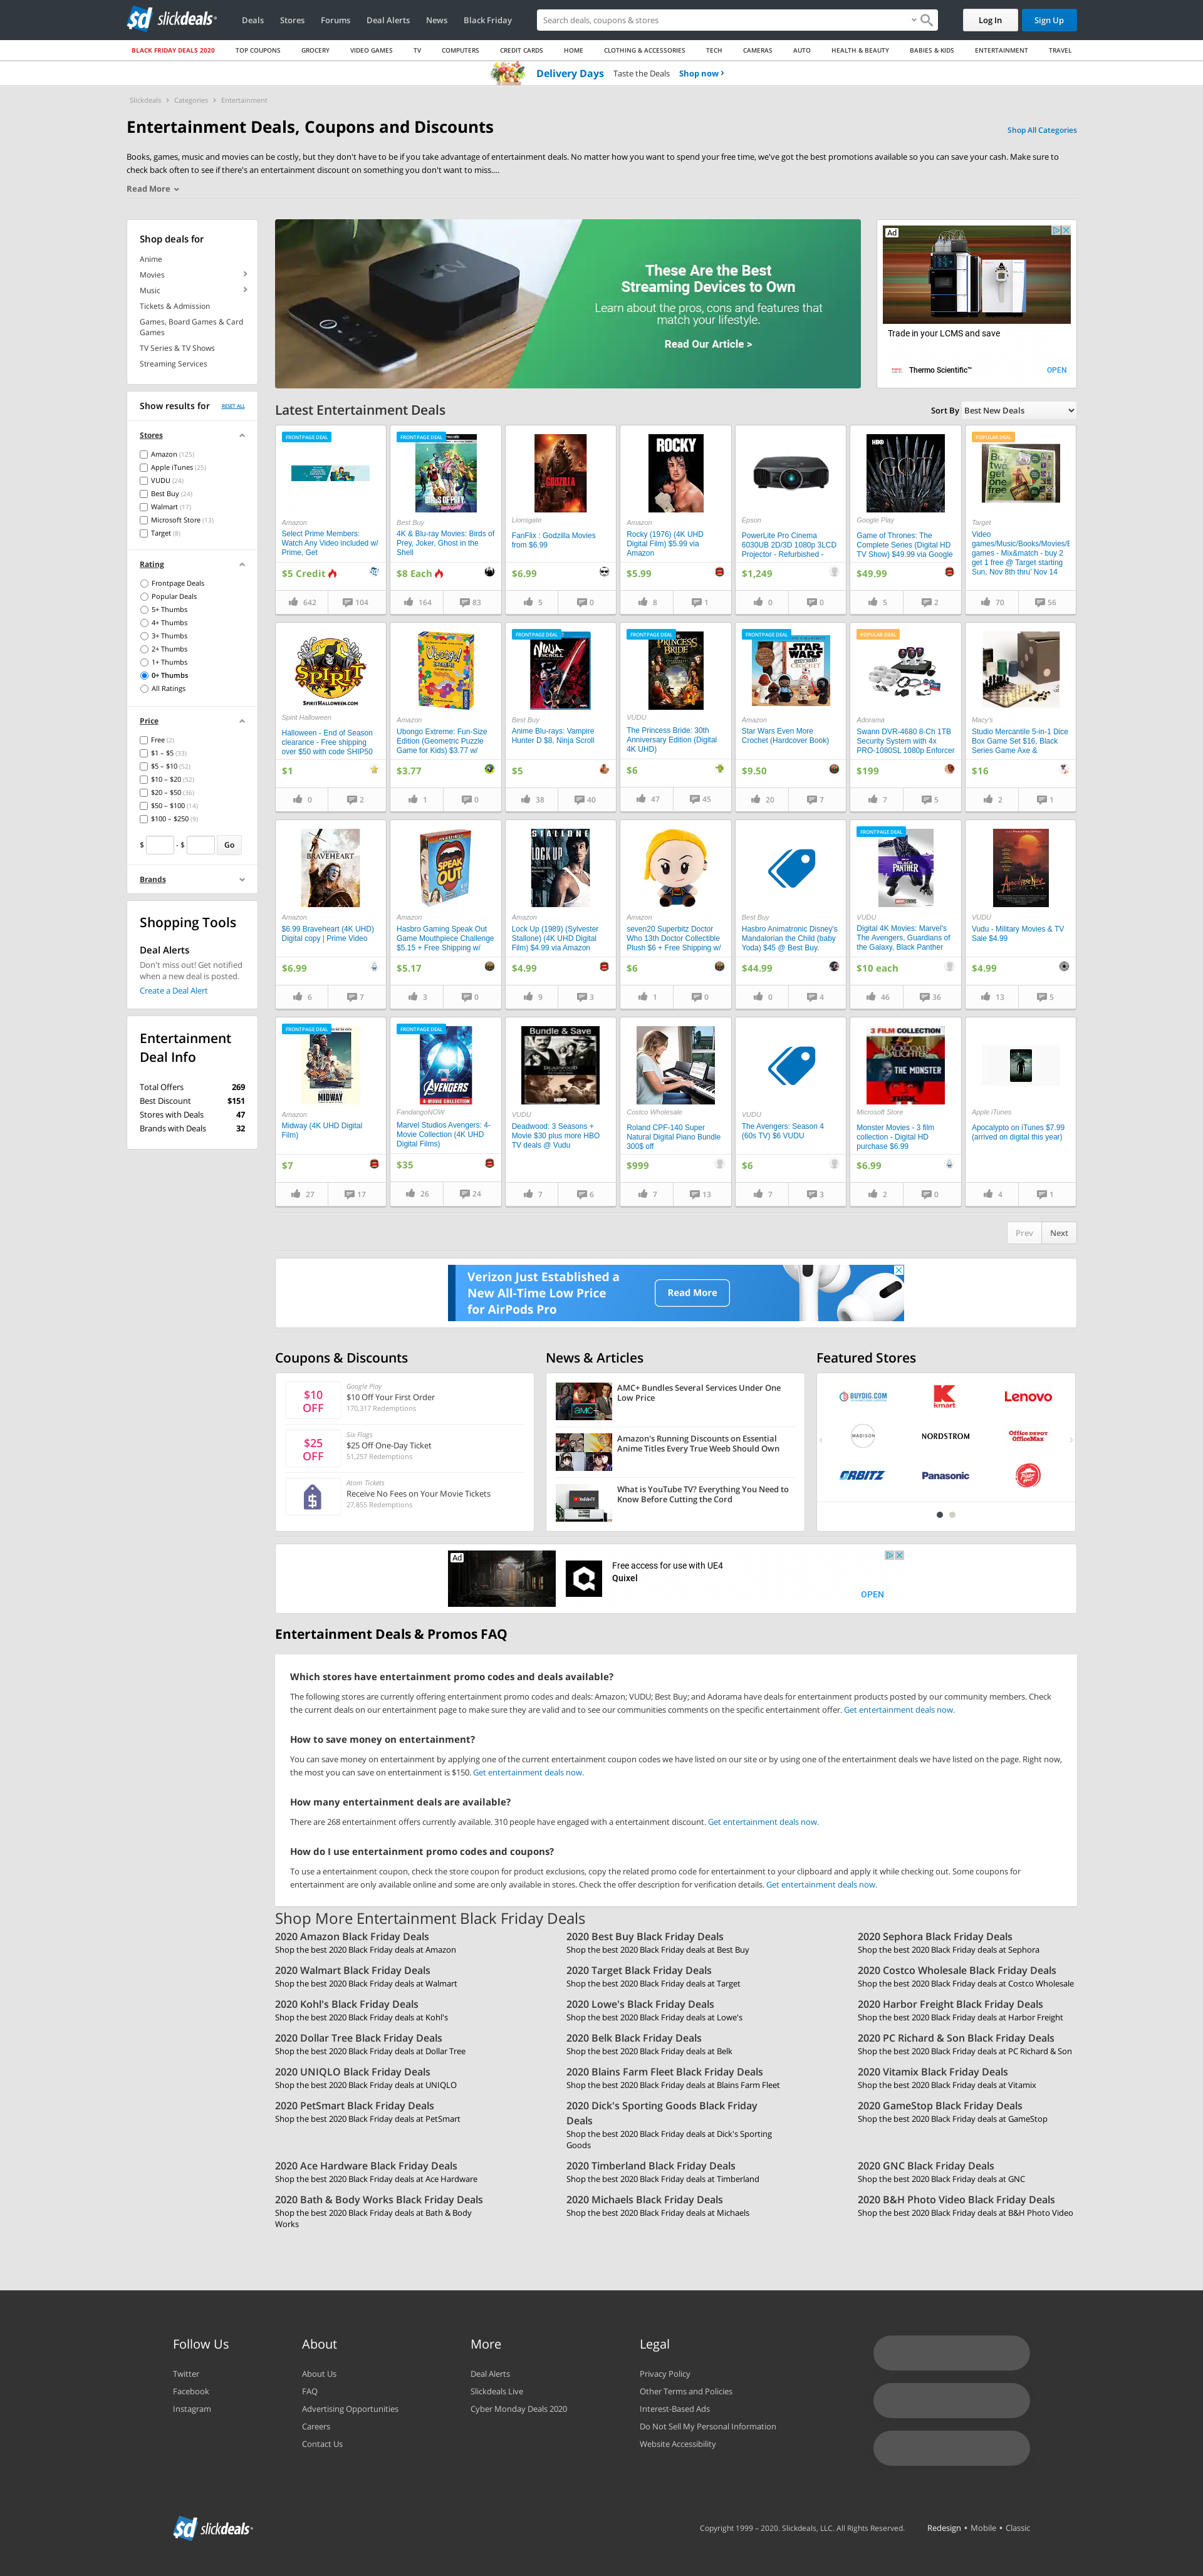 slickdeals
Deals
Stores
Forums
Deal Alerts
News
Black Friday
Search deals, coupons & stores
Log In
Sign Up
BLACK FRIDAY DEALS 2020
TOP COUPONS
GROCERY
VIDEO GAMES
TV
COMPUTERS
CREDIT CARDS
HOME
CLOTHING & ACCESSORIES
TECH
CAMERAS
AUTO
HEALTH & BEAUTY
BABIES & KIDS
ENTERTAINMENT
TRAVEL
Delivery Days Taste the Deals Shop now
Slickdeals > Categories > Entertainment
Entertainment Deals, Coupons and Discounts
Shop All Categories
Books, games, music and movies can be costly, but they don't have to be if you take advantage of entertainment deals. No matter how you want to spend your free time, we've got the best promotions available so you can save your cash. Make sure to
check back often to see if there's an entertainment discount on something you don't want to miss....
Read More
Shop deals for
Anime
Movies
Music
Tickets & Admission
Games, Board Games & Card
Games
TV Series & TV Shows
Streaming Services
These Are the Best
Streaming Devices to Own
Learn about the pros, cons and features that
match your lifestyle.
Read Our Article >
Ad
Trade in your LCMS and save
Thermo Scientific™
OPEN
Show results for
RESET ALL
Stores
Amazon (125)
Apple iTunes (25)
VUDU (24)
Best Buy (24)
Walmart (17)
Microsoft Store (13)
Target (8)
Rating
Frontpage Deals
Popular Deals
5+ Thumbs
4+ Thumbs
3+ Thumbs
2+ Thumbs
1+ Thumbs
0+ Thumbs
All Ratings
Price
Free (2)
$1 – $5 (33)
$5 – $10 (52)
$10 – $20 (52)
$20 – $50 (36)
$50 – $100 (14)
$100 – $250 (9)
$ - $ Go
Brands
Shopping Tools
Deal Alerts
Don't miss out! Get notified
when a new deal is posted.
Create a Deal Alert
Entertainment
Deal Info
Total Offers 269
Best Discount $151
Stores with Deals 47
Brands with Deals 32
Latest Entertainment Deals
Sort By Best New Deals
FRONTPAGE DEAL
Amazon
Select Prime Members:
Watch Any Video included w/
Prime, Get
$5 Credit
642 104
FRONTPAGE DEAL
Best Buy
4K & Blu-ray Movies: Birds of
Prey, Joker, Ghost in the
Shell
$8 Each
164 83
GODZILLA
Lionsgate
FanFlix : Godzilla Movies
from $6.99
$6.99
5 0
ROCKY
Amazon
Rocky (1976) (4K UHD
Digital Film) $5.99 via
Amazon
$5.99
8 1
Epson
PowerLite Pro Cinema
6030UB 2D/3D 1080p 3LCD
Projector - Refurbished -
$1,249
0 0
HBO
GOT
Google Play
Game of Thrones: The
Complete Series (Digital HD
TV Show) $49.99 via Google
$49.99
5 2
POPULAR DEAL
Buy two, get one free
Target
Video
games/Music/Books/Movies/E
games - Mix&match - buy 2
get 1 free @ Target starting
Sun, Nov 8th thru' Nov 14
70 56
SPIRIT
SPIRITHALLOWEEN.COM
Spirit Halloween
Halloween - End of Season
clearance - Free shipping
over $50 with code SHIP50
$1
0 2
Ubongo!
Amazon
Ubongo Extreme: Fun-Size
Edition (Geometric Puzzle
Game for Kids) $3.77 w/
$3.77
1 0
FRONTPAGE DEAL
NINJA SCROLL
Best Buy
Anime Blu-rays: Vampire
Hunter D $8, Ninja Scroll
$5
38 40
FRONTPAGE DEAL
PRINCESS BRIDE
VUDU
The Princess Bride: 30th
Anniversary Edition (Digital
4K UHD)
$6
47 45
FRONTPAGE DEAL
STAR WARS
CROCHET
Amazon
Star Wars Even More
Crochet (Hardcover Book)
$9.50
20 7
POPULAR DEAL
Adorama
Swann DVR-4680 8-Ch 1TB
Security System with 4x
PRO-1080SL 1080p Enforcer
$199
7 5
Macy's
Studio Mercantile 5-in-1 Dice
Box Game Set $16, Black
Series Game Axe &
$16
2 1
BRAVEHEART
Amazon
$6.99 Braveheart (4K UHD)
Digital copy | Prime Video
$6.99
6 7
SPEAK OUT
Amazon
Hasbro Gaming Speak Out
Game Mouthpiece Challenge
$5.15 + Free Shipping w/
$5.17
3 0
STALLONE
LOCK UP
Amazon
Lock Up (1989) (Sylvester
Stallone) (4K UHD Digital
Film) $4.99 via Amazon
$4.99
9 3
Amazon
seven20 Superbitz Doctor
Who 13th Doctor Collectible
Plush $6 + Free Shipping w/
$6
1 0
Best Buy
Hasbro Animatronic Disney's
Mandalorian the Child (baby
Yoda) $45 @ Best Buy.
$44.99
0 4
FRONTPAGE DEAL
BLACK PANTHER
VUDU
Digital 4K Movies: Marvel's
The Avengers, Guardians of
the Galaxy, Black Panther
$10 each
46 36
APOCALYPSE NOW
VUDU
Vudu - Military Movies & TV
Sale $4.99
$4.99
13 5
FRONTPAGE DEAL
MIDWAY
Amazon
Midway (4K UHD Digital
Film)
$7
27 17
FRONTPAGE DEAL
AVENGERS
4-MOVIE COLLECTION
FandangoNOW
Marvel Studios Avengers: 4-
Movie Collection (4K UHD
Digital Films)
$35
26 24
Bundle & Save
DEADWOOD
HBO
VUDU
Deadwood: 3 Seasons +
Movie $30 plus more HBO
TV deals @ Vudu
7 6
Costco Wholesale
Roland CPF-140 Super
Natural Digital Piano Bundle
300$ off
$999
7 13
VUDU
The Avengers: Season 4
(60s TV) $6 VUDU
$6
7 3
3 FILM COLLECTION
THE MONSTER
TUSK
Microsoft Store
Monster Movies - 3 film
collection - Digital HD
purchase $6.99
$6.99
2 0
Apple iTunes
Apocalypto on iTunes $7.99
(arrived on digital this year)
4 1
Prev Next
Verizon Just Established a
New All-Time Low Price
for AirPods Pro
Read More
Coupons & Discounts
$10
OFF
Google Play
$10 Off Your First Order
170,317 Redemptions
$25
OFF
Six Flags
$25 Off One-Day Ticket
51,257 Redemptions
Atom Tickets
Receive No Fees on Your Movie Tickets
27,855 Redemptions
News & Articles
AMC+ Bundles Several Services Under One
Low Price
Amazon's Running Discounts on Essential
Anime Titles Every True Weeb Should Own
What is YouTube TV? Everything You Need to
Know Before Cutting the Cord
Featured Stores
BUYDIG.COM
kmart
Lenovo
MADISON
NORDSTROM
Office DEPOT
OfficeMax
ORBITZ
Panasonic
Pizza Hut
Ad
Free access for use with UE4
Quixel
OPEN
Entertainment Deals & Promos FAQ
Which stores have entertainment promo codes and deals available?
The following stores are currently offering entertainment promo codes and deals: Amazon; VUDU; Best Buy; and Adorama have deals for entertainment products posted by our community members. Check
the current deals on our entertainment page to make sure they are valid and to see our communities comments on the specific entertainment offer. Get entertainment deals now.
How to save money on entertainment?
You can save money on entertainment by applying one of the current entertainment coupon codes we have listed on our site or by using one of the entertainment deals we have listed on the page. Right now,
the most you can save on entertainment is $150. Get entertainment deals now.
How many entertainment deals are available?
There are 268 entertainment offers currently available. 310 people have engaged with a entertainment discount. Get entertainment deals now.
How do I use entertainment promo codes and coupons?
To use a entertainment coupon, check the store coupon for product exclusions, copy the related promo code for entertainment to your clipboard and apply it while checking out. Some coupons for
entertainment are only available online and some are only available in stores. Check the offer description for verification details. Get entertainment deals now.
Shop More Entertainment Black Friday Deals
2020 Amazon Black Friday Deals
Shop the best 2020 Black Friday deals at Amazon
2020 Best Buy Black Friday Deals
Shop the best 2020 Black Friday deals at Best Buy
2020 Sephora Black Friday Deals
Shop the best 2020 Black Friday deals at Sephora
2020 Walmart Black Friday Deals
Shop the best 2020 Black Friday deals at Walmart
2020 Target Black Friday Deals
Shop the best 2020 Black Friday deals at Target
2020 Costco Wholesale Black Friday Deals
Shop the best 2020 Black Friday deals at Costco Wholesale
2020 Kohl's Black Friday Deals
Shop the best 2020 Black Friday deals at Kohl's
2020 Lowe's Black Friday Deals
Shop the best 2020 Black Friday deals at Lowe's
2020 Harbor Freight Black Friday Deals
Shop the best 2020 Black Friday deals at Harbor Freight
2020 Dollar Tree Black Friday Deals
Shop the best 2020 Black Friday deals at Dollar Tree
2020 Belk Black Friday Deals
Shop the best 2020 Black Friday deals at Belk
2020 PC Richard & Son Black Friday Deals
Shop the best 2020 Black Friday deals at PC Richard & Son
2020 UNIQLO Black Friday Deals
Shop the best 2020 Black Friday deals at UNIQLO
2020 Blains Farm Fleet Black Friday Deals
Shop the best 2020 Black Friday deals at Blains Farm Fleet
2020 Vitamix Black Friday Deals
Shop the best 2020 Black Friday deals at Vitamix
2020 PetSmart Black Friday Deals
Shop the best 2020 Black Friday deals at PetSmart
2020 Dick's Sporting Goods Black Friday
Deals
Shop the best 2020 Black Friday deals at Dick's Sporting
Goods
2020 GameStop Black Friday Deals
Shop the best 2020 Black Friday deals at GameStop
2020 Ace Hardware Black Friday Deals
Shop the best 2020 Black Friday deals at Ace Hardware
2020 Timberland Black Friday Deals
Shop the best 2020 Black Friday deals at Timberland
2020 GNC Black Friday Deals
Shop the best 2020 Black Friday deals at GNC
2020 Bath & Body Works Black Friday Deals
Shop the best 2020 Black Friday deals at Bath & Body
Works
2020 Michaels Black Friday Deals
Shop the best 2020 Black Friday deals at Michaels
2020 B&H Photo Video Black Friday Deals
Shop the best 2020 Black Friday deals at B&H Photo Video
Follow Us
Twitter
Facebook
Instagram
About
About Us
FAQ
Advertising Opportunities
Careers
Contact Us
More
Deal Alerts
Slickdeals Live
Cyber Monday Deals 2020
Legal
Privacy Policy
Other Terms and Policies
Interest-Based Ads
Do Not Sell My Personal Information
Website Accessibility
slickdeals
Copyright 1999 – 2020. Slickdeals, LLC. All Rights Reserved.
Redesign • Mobile • Classic